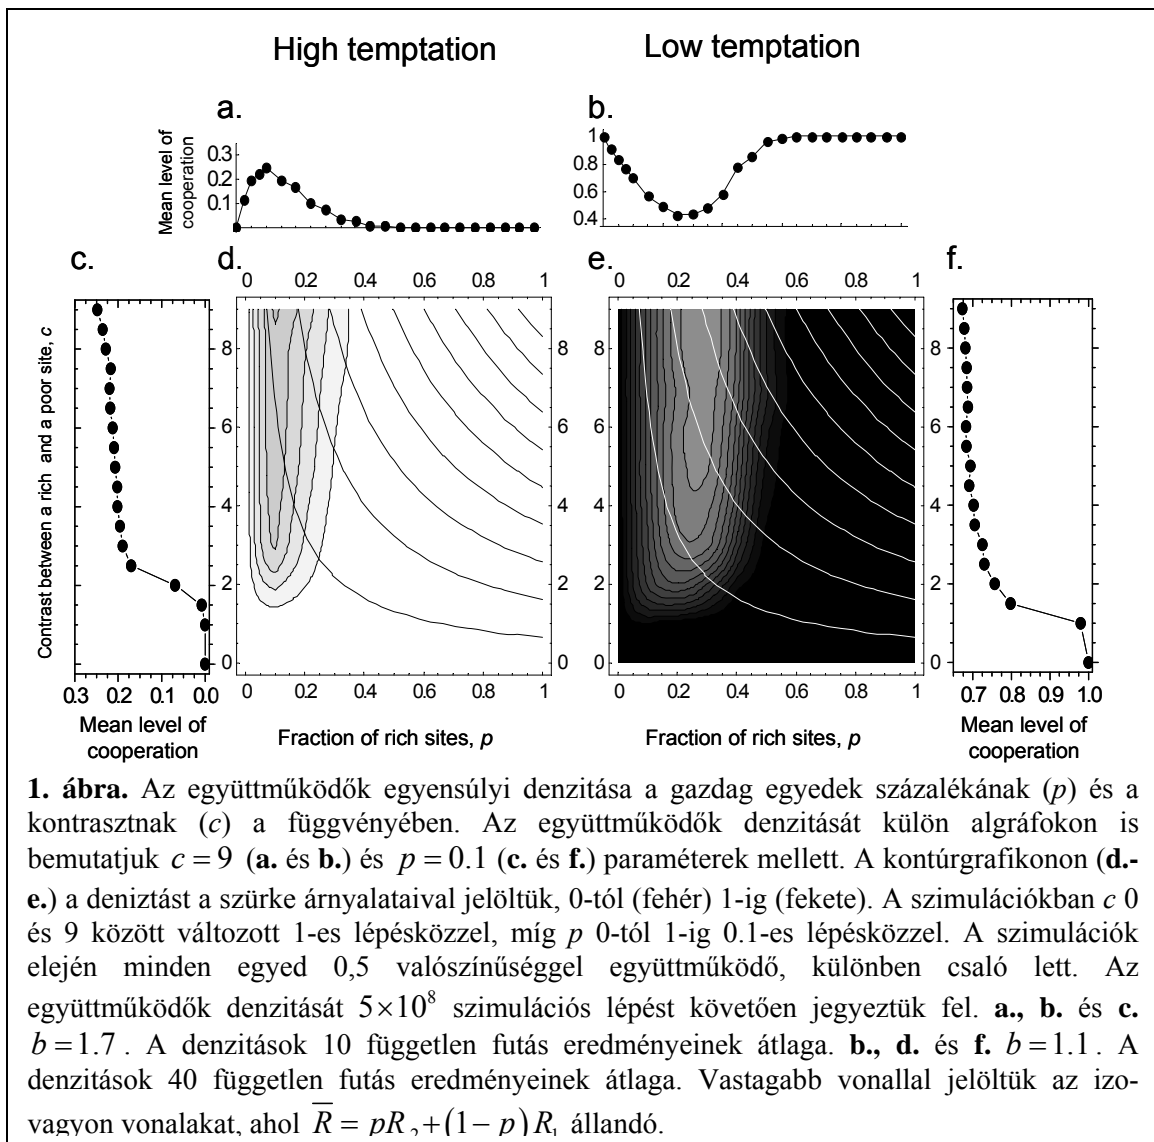 High temptation
Low temptation
a.
b.
Mean level of
cooperation
0.3
0.2
0.1
1
0.8
0.6
0.4
c.
d.
e.
f.
0
0.2
0.4
0.6
0.8
1
0
0.2
0.4
0.6
0.8
1
Contrast between a rich and a poor site, c
8
6
4
2
0
8
6
4
2
0
8
6
4
2
0
0
0.2
0.4
0.6
0.8
1
0
0.2
0.4
0.6
0.8
1
0.3
0.2
0.1
0.0
0.7
0.8
0.9
1.0
Mean level of
cooperation
Fraction of rich sites, p
Fraction of rich sites, p
Mean level of
cooperation
1. ábra. Az együttműködők egyensúlyi denzitása a gazdag egyedek százalékának (p) és a
kontrasztnak (c) a függvényében. Az együttműködők denzitását külön algráfokon is
bemutatjuk c = 9 (a. és b.) és p = 0.1 (c. és f.) paraméterek mellett. A kontúrgrafikonon (d.-
e.) a deniztást a szürke árnyalataival jelöltük, 0-tól (fehér) 1-ig (fekete). A szimulációkban c 0
és 9 között változott 1-es lépésközzel, míg p 0-tól 1-ig 0.1-es lépésközzel. A szimulációk
elején minden egyed 0,5 valószínűséggel együttműködő, különben csaló lett. Az
együttműködők denzitását 5×10⁸ szimulációs lépést követően jegyeztük fel. a., b. és c.
b = 1.7 . A denzitások 10 független futás eredményeinek átlaga. b., d. és f. b = 1.1 . A
denzitások 40 független futás eredményeinek átlaga. Vastagabb vonallal jelöltük az izo-
vagyon vonalakat, ahol R̅ = pR₂ + (1 − p)R₁ állandó.